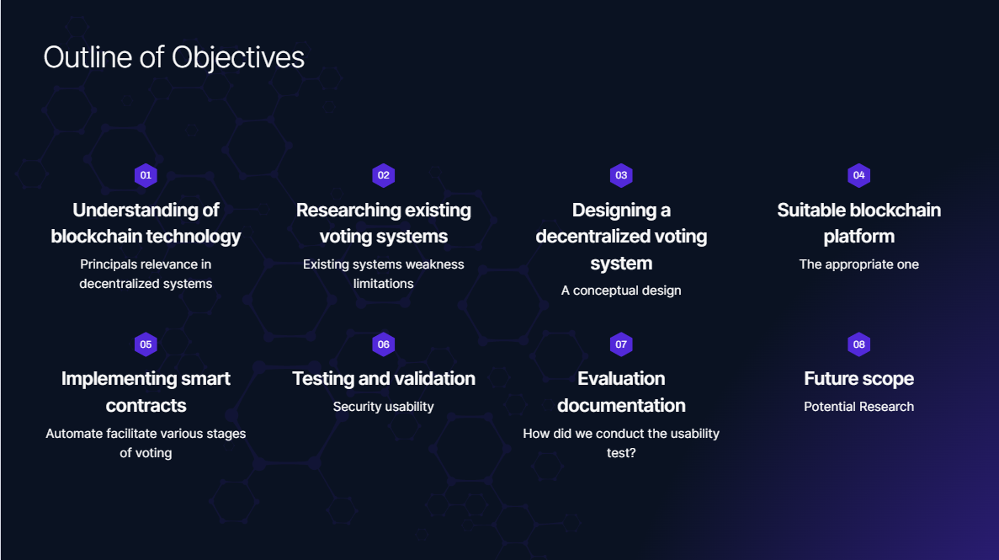 Outline of Objectives
01
Understanding of
blockchain technology
Principals relevance in
decentralized systems
02
Researching existing
voting systems
Existing systems weakness
limitations
03
Designing a
decentralized voting
system
A conceptual design
04
Suitable blockchain
platform
The appropriate one
05
Implementing smart
contracts
Automate facilitate various stages
of voting
06
Testing and validation
Security usability
07
Evaluation
documentation
How did we conduct the usability
test?
08
Future scope
Potential Research